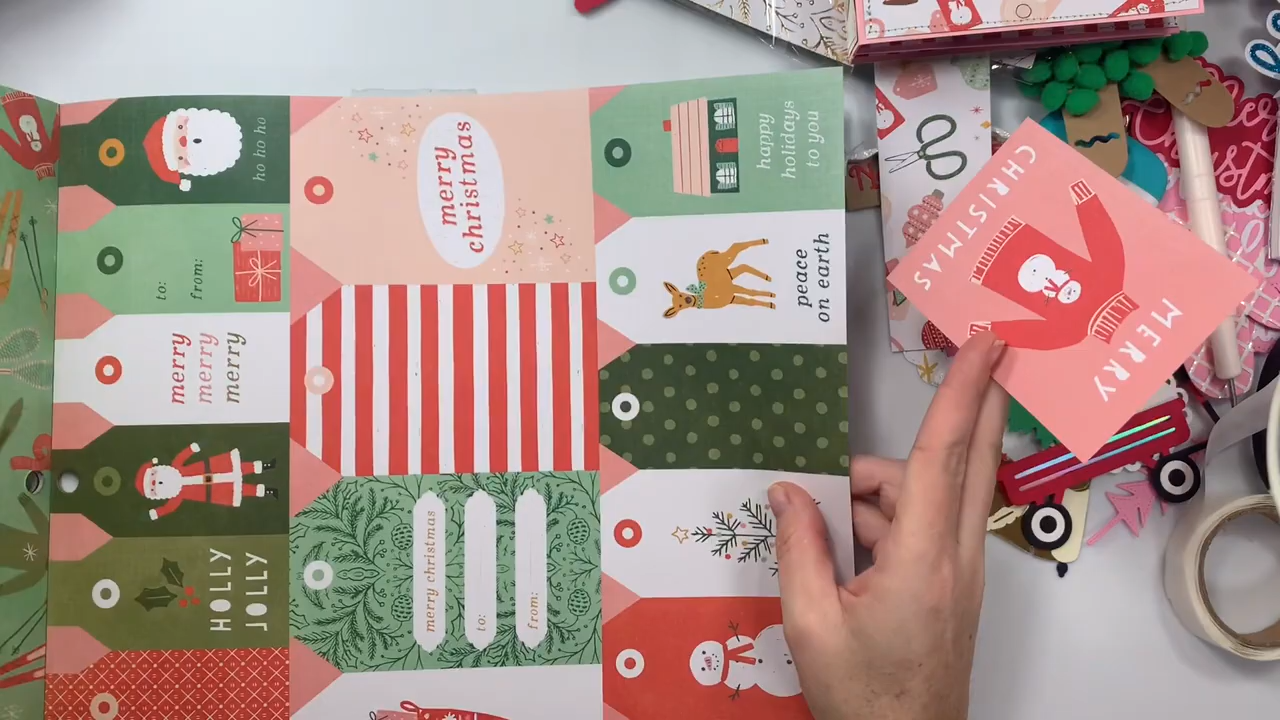 ho ho ho
to:
from:
merry
merry
merry
HOLLY
JOLLY
merry
christmas
merry christmas
to:
from:
happy
holidays
to you
peace
on earth
MERRY
CHRISTMAS